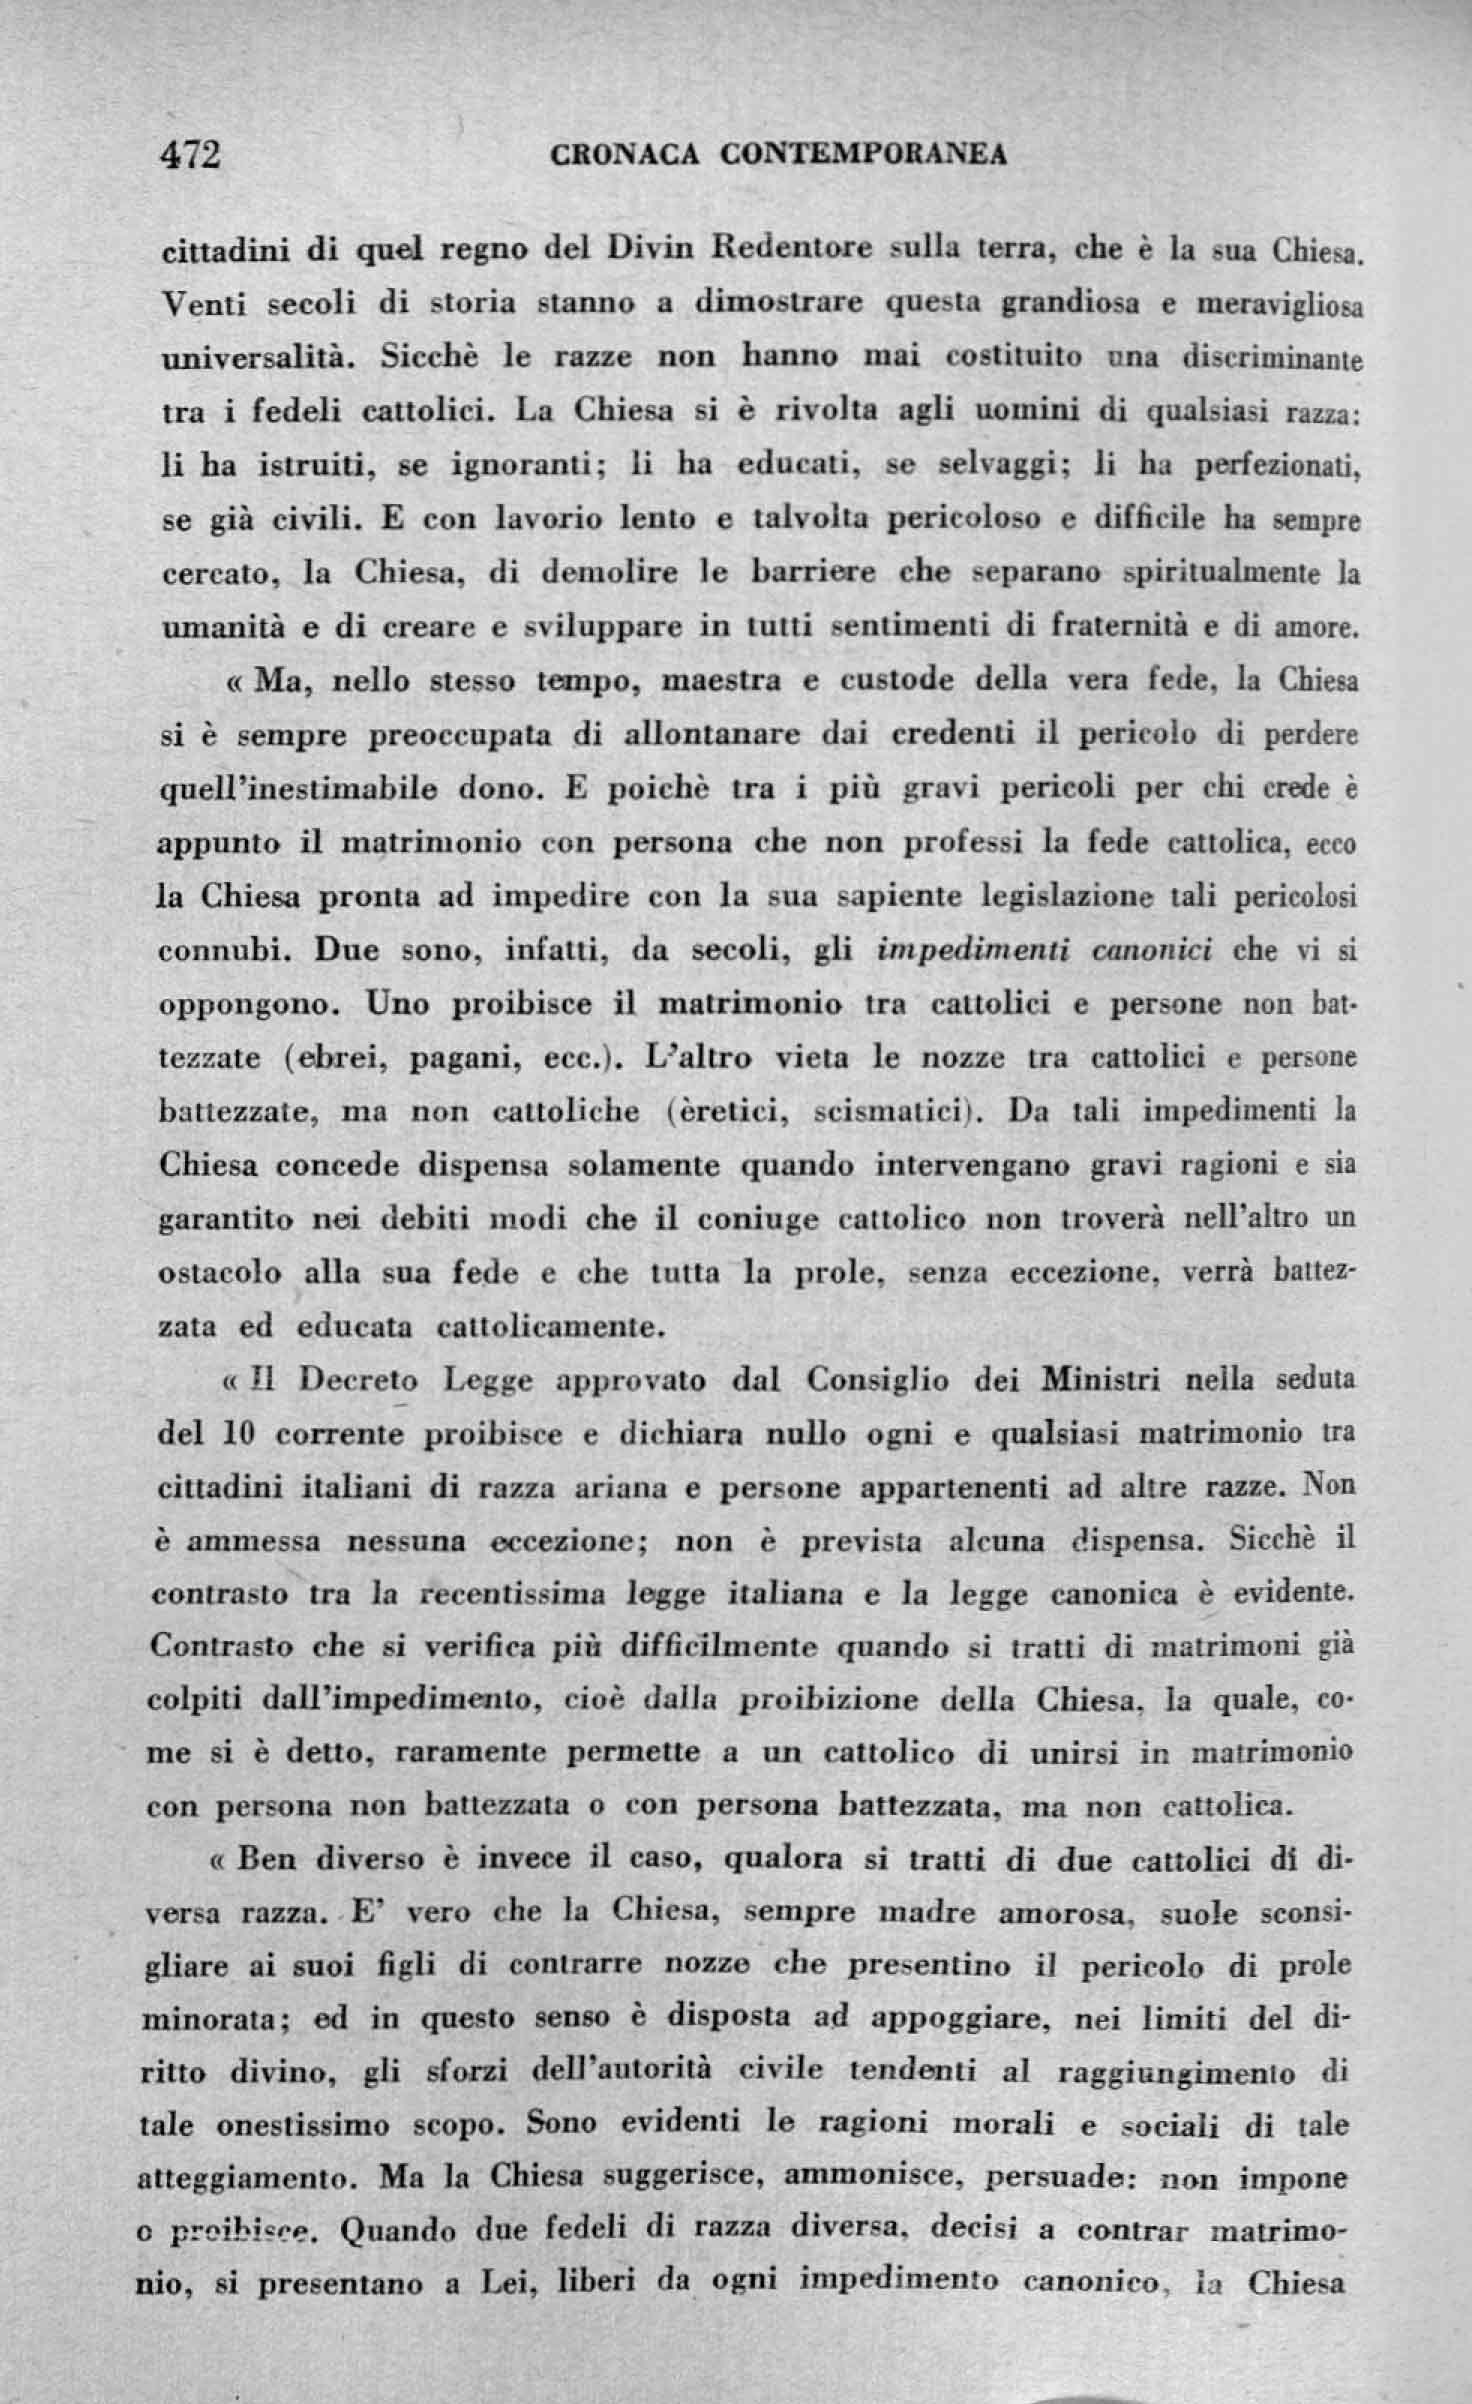 472
CRONACA CONTEMPORANEA
cittadini di quel regno del Divin Redentore sulla terra, che è la sua Chiesa.
Venti secoli di storia stanno a dimostrare questa grandiosa e meravigliosa
universalità. Sicchè le razze non hanno mai costituito una discriminante
tra i fedeli cattolici. La Chiesa si è rivolta agli uomini di qualsiasi razza:
li ha istruiti, se ignoranti; li ha educati, se selvaggi; li ha perfezionati,
se già civili. E con lavorio lento e talvolta pericoloso e difficile ha sempre
cercato, la Chiesa, di demolire le barriere che separano spiritualmente la
umanità e di creare e sviluppare in tutti sentimenti di fraternità e di amore.
« Ma, nello stesso tempo, maestra e custode della vera fede, la Chiesa
si è sempre preoccupata di allontanare dai credenti il pericolo di perdere
quell'inestimabile dono. E poichè tra i più gravi pericoli per chi crede è
appunto il matrimonio con persona che non professi la fede cattolica, ecco
la Chiesa pronta ad impedire con la sua sapiente legislazione tali pericolosi
connubi. Due sono, infatti, da secoli, gli impedimenti canonici che vi si
oppongono. Uno proibisce il matrimonio tra cattolici e persone non bat-
tezzate (ebrei, pagani, ecc.). L'altro vieta le nozze tra cattolici e persone
battezzate, ma non cattoliche (èretici, scismatici). Da tali impedimenti la
Chiesa concede dispensa solamente quando intervengano gravi ragioni e sia
garantito nei debiti modi che il coniuge cattolico non troverà nell'altro un
ostacolo alla sua fede e che tutta la prole, senza eccezione, verrà battez-
zata ed educata cattolicamente.
« Il Decreto Legge approvato dal Consiglio dei Ministri nella seduta
del 10 corrente proibisce e dichiara nullo ogni e qualsiasi matrimonio tra
cittadini italiani di razza ariana e persone appartenenti ad altre razze. Non
è ammessa nessuna eccezione; non è prevista alcuna dispensa. Sicchè il
contrasto tra la recentissima legge italiana e la legge canonica è evidente.
Contrasto che si verifica più difficilmente quando si tratti di matrimoni già
colpiti dall'impedimento, cioè dalla proibizione della Chiesa, la quale, co-
me si è detto, raramente permette a un cattolico di unirsi in matrimonio
con persona non battezzata o con persona battezzata, ma non cattolica.
« Ben diverso è invece il caso, qualora si tratti di due cattolici di di-
versa razza. E' vero che la Chiesa, sempre madre amorosa, suole sconsi-
gliare ai suoi figli di contrarre nozze che presentino il pericolo di prole
minorata; ed in questo senso è disposta ad appoggiare, nei limiti del di-
ritto divino, gli sforzi dell'autorità civile tendenti al raggiungimento di
tale onestissimo scopo. Sono evidenti le ragioni morali e sociali di tale
atteggiamento. Ma la Chiesa suggerisce, ammonisce, persuade: non impone
o proibisce. Quando due fedeli di razza diversa, decisi a contrar matrimo-
nio, si presentano a Lei, liberi da ogni impedimento canonico, la Chiesa